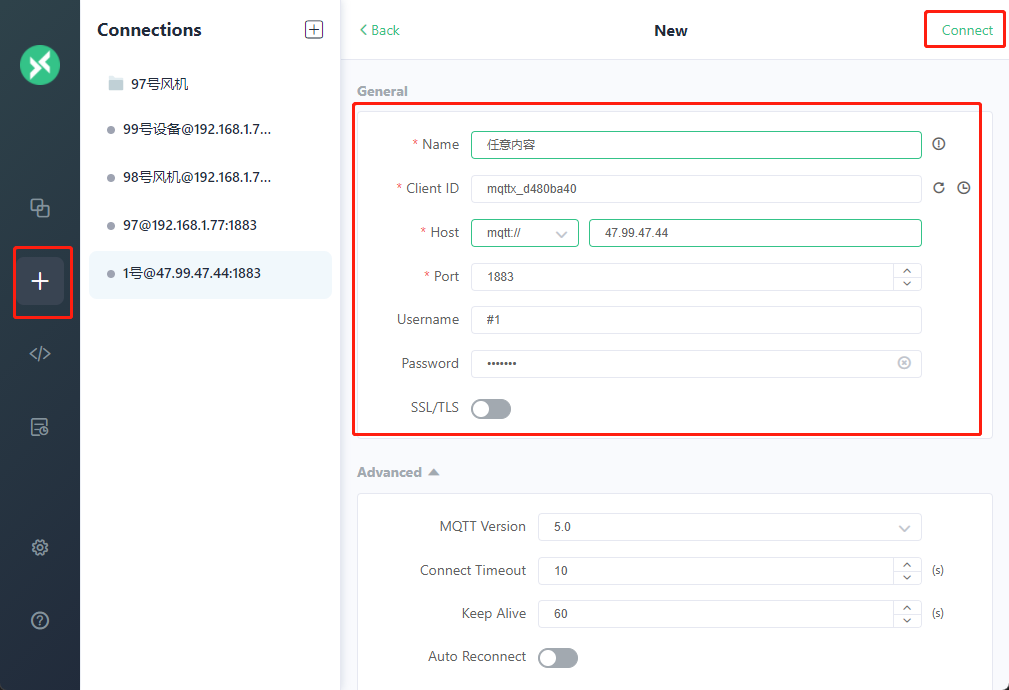 Connections
97号风机
99号设备@192.168.1.7...
98号风机@192.168.1.7...
97@192.168.1.77:1883
1号@47.99.47.44:1883
Back
New
Connect
General
* Name 任意内容
* Client ID mqttx_d480ba40
* Host mqtt:// 47.99.47.44
* Port 1883
Username #1
Password •••••••
SSL/TLS
Advanced
MQTT Version 5.0
Connect Timeout 10 (s)
Keep Alive 60 (s)
Auto Reconnect